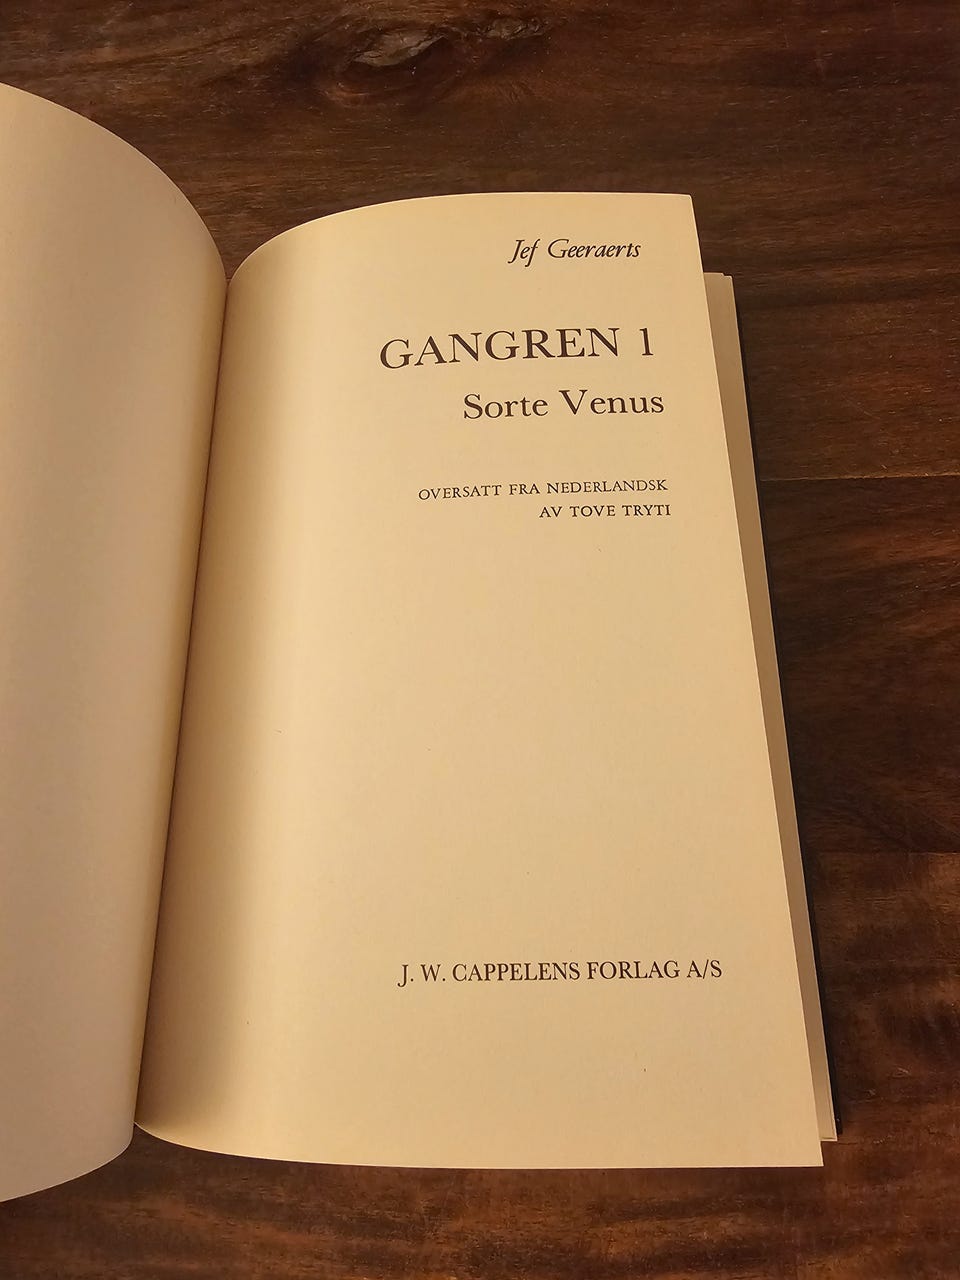 Jef Geeraerts
GANGREN 1
Sorte Venus
OVERSATT FRA NEDERLANDSK
AV TOVE TRYTI
J. W. CAPPELENS FORLAG A/S